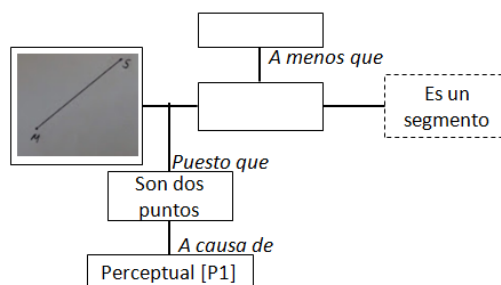 A menos que
S
M
Es un
segmento
Puesto que
Son dos
puntos
A causa de
Perceptual [P1]